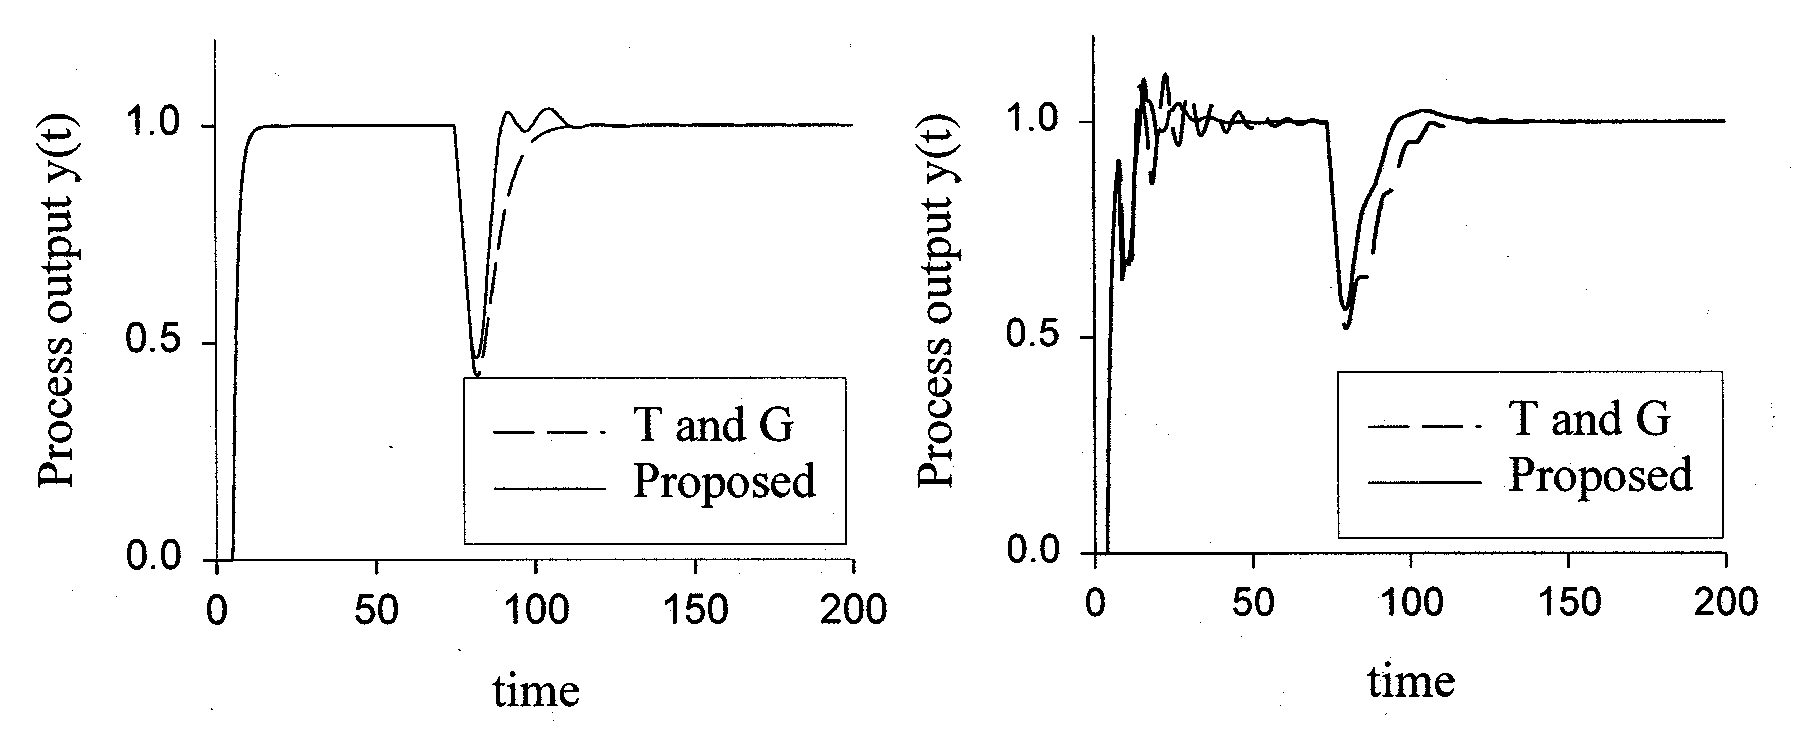 Process output y(t)
1.0
0.5
0.0
0 50 100 150 200
time
T and G
Proposed
Process output y(t)
1.0
0.5
0.0
0 50 100 150 200
time
T and G
Proposed